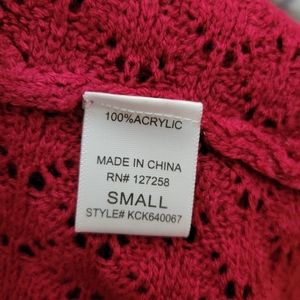 100%ACRYLIC
MADE IN CHINA
RN# 127258
SMALL
STYLE# KCK640067